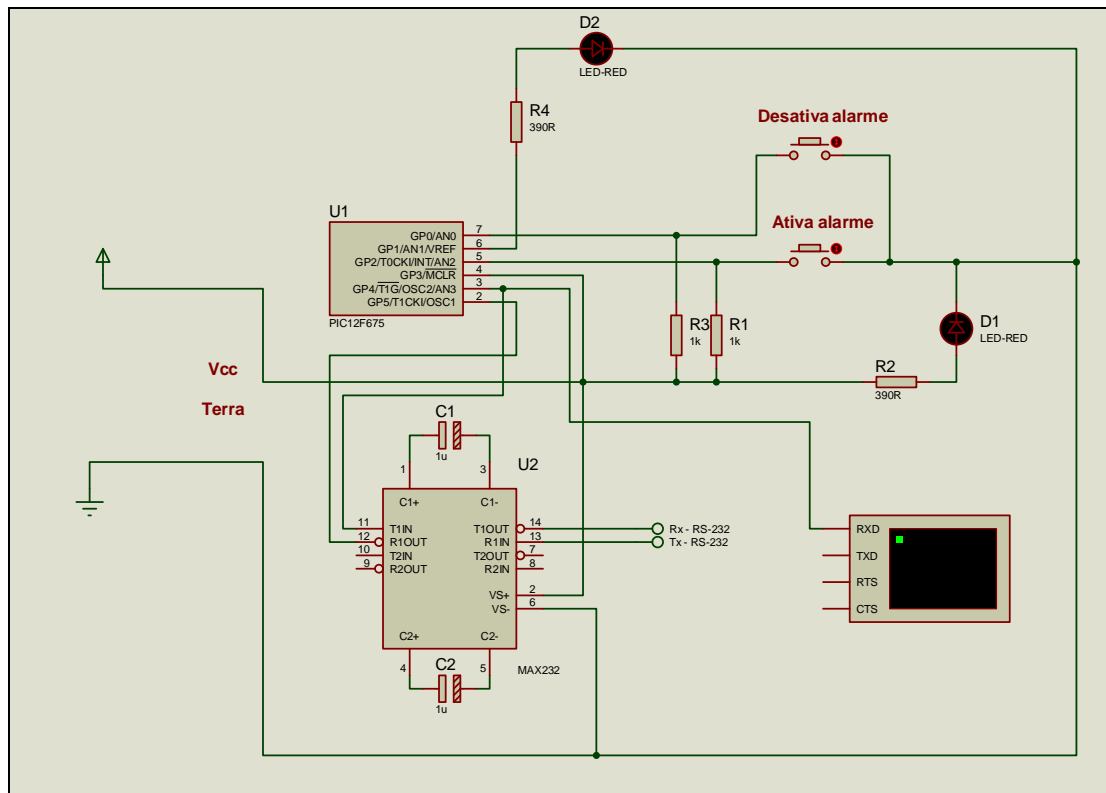 D2
LED-RED
R4
390R
Desativa alarme
Ativa alarme
U1
GP0/AN0 7
GP1/AN1/VREF 6
GP2/T0CKI/INT/AN2 5
GP3/MCLR 4
GP4/T1G/OSC2/AN3 3
GP5/T1CKI/OSC1 2
PIC12F675
R3
1k
R1
1k
D1
LED-RED
R2
390R
Vcc
Terra
C1
1u
U2
1
3
C1+
C1-
11 T1IN
12 R1OUT
10 T2IN
9 R2OUT
T1OUT 14
R1IN 13
T2OUT 7
R2IN 8
VS+ 2
VS- 6
C2+
C2-
4
5
MAX232
C2
1u
Rx - RS-232
Tx - RS-232
RXD
TXD
RTS
CTS